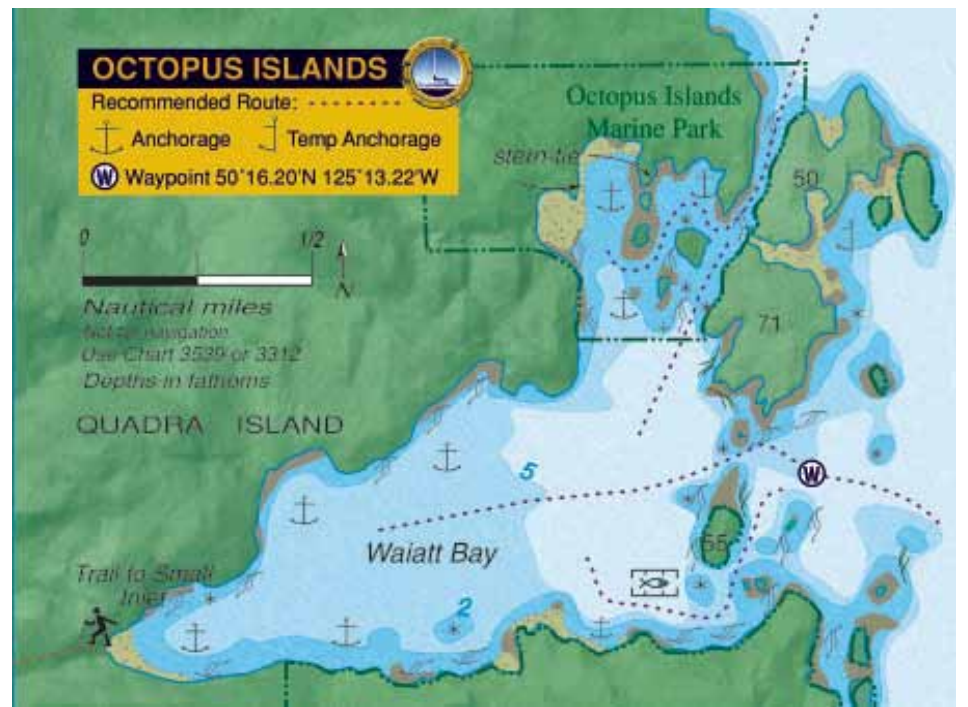 OCTOPUS ISLANDS
Recommended Route:
Anchorage Temp Anchorage
W Waypoint 50°16.20'N 125°13.22'W
Octopus Islands
Marine Park
stern-tie
50
0 1/2
N
Nautical miles
Not for navigation
Use Chart 3539 or 3312
Depths in fathoms
71
QUADRA ISLAND
5
W
Waiatt Bay
55
Trail to Small
Inlet
2